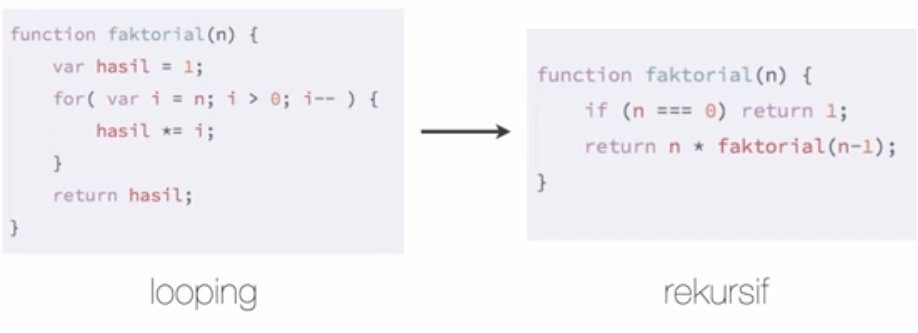 function faktorial(n) {
    var hasil = 1;
    for( var i = n; i > 0; i-- ) {
        hasil *= i;
    }
    return hasil;
}
looping
function faktorial(n) {
    if (n === 0) return 1;
    return n * faktorial(n-1);
}
rekursif